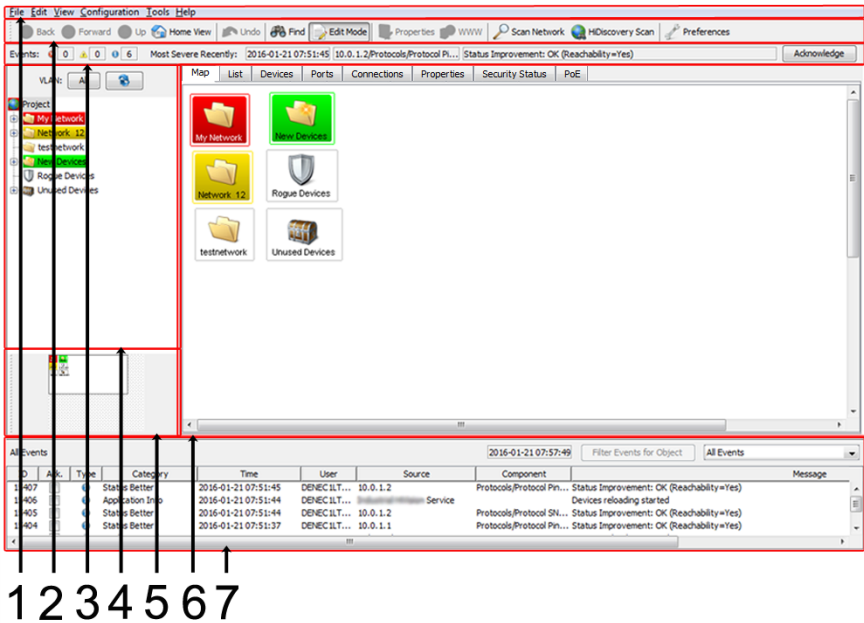 File Edit View Configuration Tools Help
Back Forward Up Home View Undo Find Edit Mode Properties WWW Scan Network HiDiscovery Scan Preferences
Events: 0 0 6 Most Severe Recently: 2016-01-21 07:51:45 10.0.1.2/Protocols/Protocol Pi... Status Improvement: OK (Reachability=Yes) Acknowledge
VLAN:
Map List Devices Ports Connections Properties Security Status PoE
Project
My Network
Network 12
testnetwork
New Devices
Rogue Devices
Unused Devices
My Network New Devices
Network 12 Rogue Devices
testnetwork Unused Devices
All Events 2016-01-21 07:57:49 Filter Events for Object All Events
ID Ack. Type Category Time User Source Component Message
Status Better 2016-01-21 07:51:45 DENEC1LT... 10.0.1.2 Protocols/Protocol Pin... Status Improvement: OK (Reachability=Yes)
Application Info 2016-01-21 07:51:44 DENEC1LT... Service Devices reloading started
Status Better 2016-01-21 07:51:44 DENEC1LT... 10.0.1.2 Protocols/Protocol SN... Status Improvement: OK (Reachability=Yes)
Status Better 2016-01-21 07:51:37 DENEC1LT... 10.0.1.1 Protocols/Protocol Pin... Status Improvement: OK (Reachability=Yes)
1 2 3 4 5 6 7